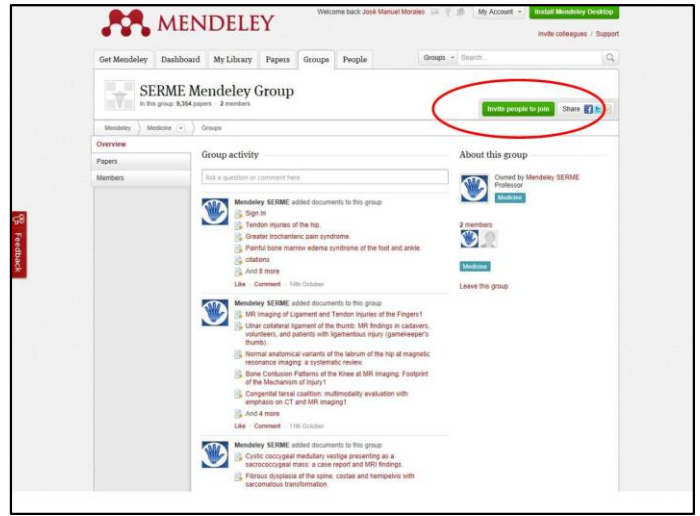 MENDELEY
Welcome back José Manuel Morales
My Account
Install Mendeley Desktop
Invite colleagues / Support
Get Mendeley Dashboard My Library Papers Groups People
Groups Search...
SERME Mendeley Group
In this group: 9,354 papers · 2 members
Invite people to join Share
Mendeley Medicine Groups
Overview
Papers
Members
Feedback
Group activity
Ask a question or comment here
Mendeley SERME added documents to this group
Sign In
Tendon injuries of the hip.
Greater trochanteric pain syndrome.
Painful bone marrow edema syndrome of the foot and ankle.
citations
And 8 more
Like · Comment · 14th October
Mendeley SERME added documents to this group
MR Imaging of Ligament and Tendon Injuries of the Fingers1
Ulnar collateral ligament of the thumb: MR findings in cadavers,
volunteers, and patients with ligamentous injury (gamekeeper's
thumb).
Normal anatomical variants of the labrum of the hip at magnetic
resonance imaging: a systematic review.
Bone Contusion Patterns of the Knee at MR Imaging: Footprint
of the Mechanism of Injury1
Congenital tarsal coalition: multimodality evaluation with
emphasis on CT and MR imaging1
And 4 more
Like · Comment · 11th October
Mendeley SERME added documents to this group
Cystic coccygeal medullary vestige presenting as a
sacrococcygeal mass: a case report and MRI findings.
Fibrous dysplasia of the spine, costae and hemipelvis with
sarcomatous transformation.
About this group
Owned by Mendeley SERME
Professor
Medicine
2 members
Medicine
Leave this group